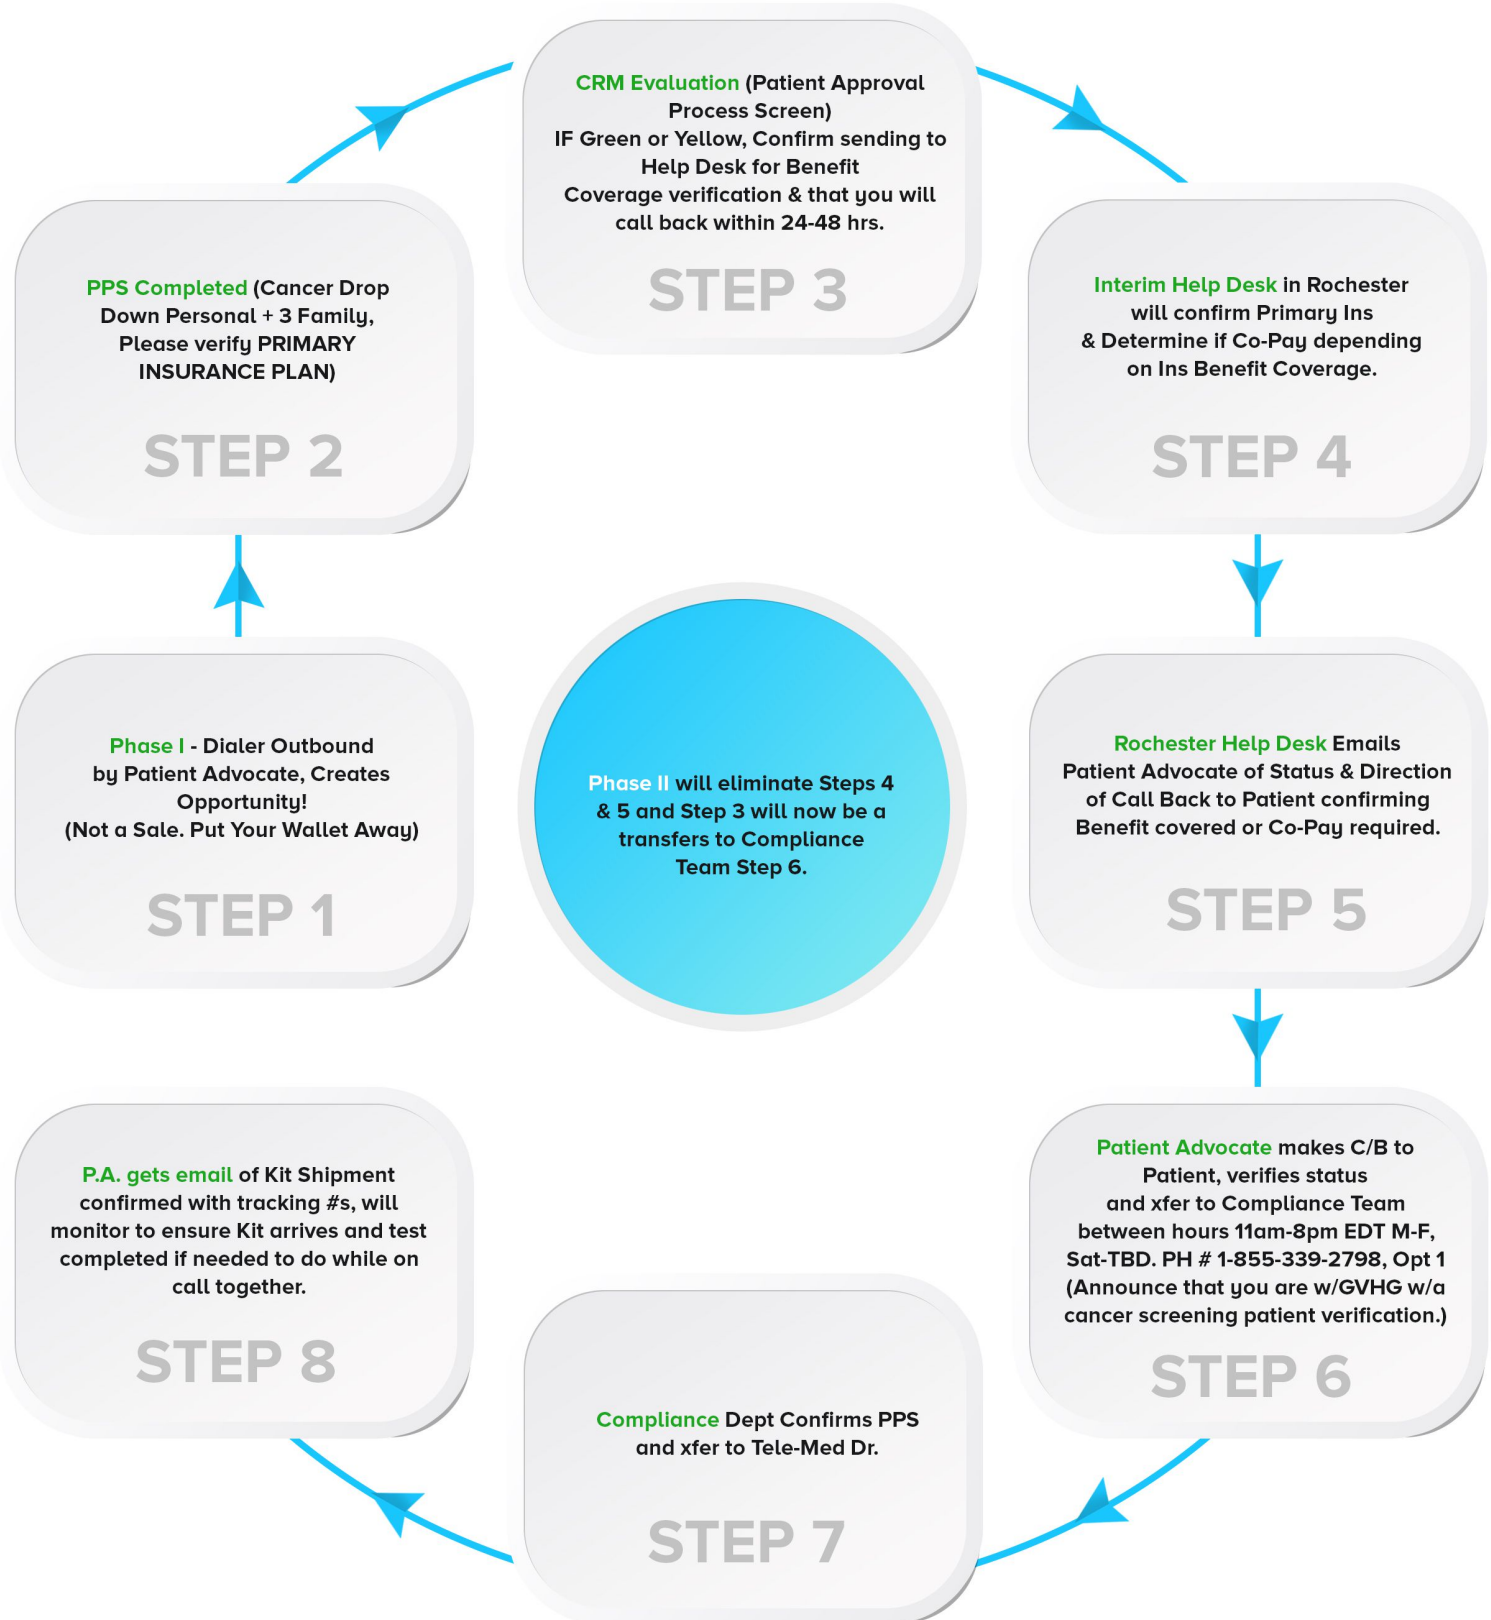 CRM Evaluation (Patient Approval
Process Screen)
IF Green or Yellow, Confirm sending to
Help Desk for Benefit
Coverage verification & that you will
call back within 24-48 hrs.
STEP 3
PPS Completed (Cancer Drop
Down Personal + 3 Family,
Please verify PRIMARY
INSURANCE PLAN)
STEP 2
Interim Help Desk in Rochester
will confirm Primary Ins
& Determine if Co-Pay depending
on Ins Benefit Coverage.
STEP 4
Phase I - Dialer Outbound
by Patient Advocate, Creates
Opportunity!
(Not a Sale. Put Your Wallet Away)
STEP 1
Phase II will eliminate Steps 4
& 5 and Step 3 will now be a
transfers to Compliance
Team Step 6.
Rochester Help Desk Emails
Patient Advocate of Status & Direction
of Call Back to Patient confirming
Benefit covered or Co-Pay required.
STEP 5
P.A. gets email of Kit Shipment
confirmed with tracking #s, will
monitor to ensure Kit arrives and test
completed if needed to do while on
call together.
STEP 8
Patient Advocate makes C/B to
Patient, verifies status
and xfer to Compliance Team
between hours 11am-8pm EDT M-F,
Sat-TBD. PH # 1-855-339-2798, Opt 1
(Announce that you are w/GVHG w/a
cancer screening patient verification.)
STEP 6
Compliance Dept Confirms PPS
and xfer to Tele-Med Dr.
STEP 7